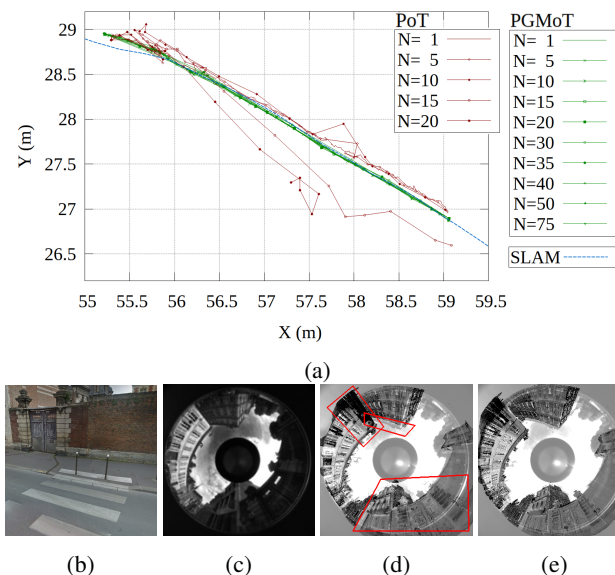 29
28.5
28
27.5
27
26.5
Y (m)
55
55.5
56
56.5
57
57.5
58
58.5
59
59.5
X (m)
PoT
N= 1
N= 5
N=10
N=15
N=20
PGMoT
N= 1
N= 5
N=10
N=15
N=20
N=30
N=35
N=40
N=50
N=75
SLAM
(a)
(b)
(c)
(d)
(e)